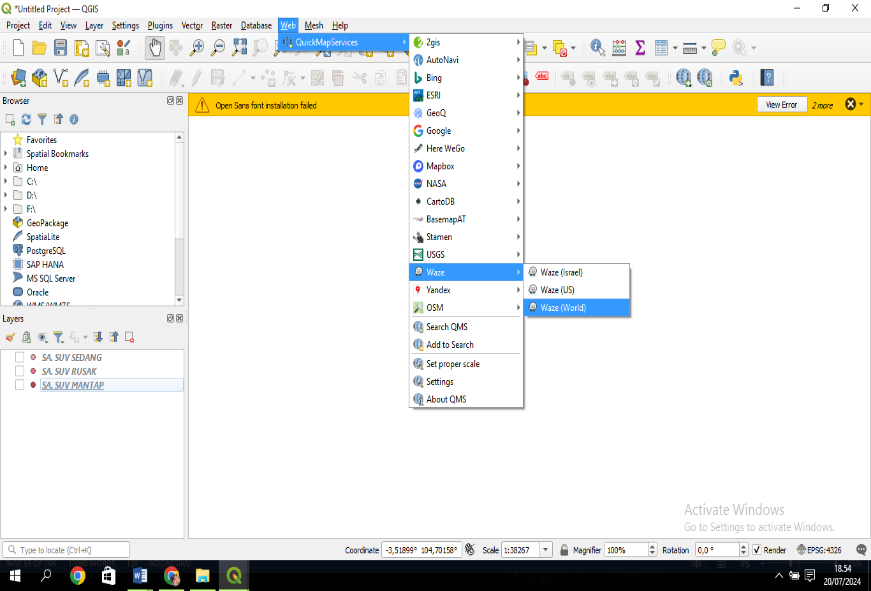 *Untitled Project — QGIS
Project Edit View Layer Settings Plugins Vector Raster Database Web Mesh Help
QuickMapServices
2gis
AutoNavi
Bing
ESRI
GeoQ
Google
Here WeGo
Mapbox
NASA
CartoDB
BasemapAT
Stamen
USGS
Waze
Yandex
OSM
Search QMS
Add to Search
Set proper scale
Settings
About QMS
Waze (Israel)
Waze (US)
Waze (World)
abc
Open Sans font installation failed
View Error 2 more
Browser
Favorites
Spatial Bookmarks
Home
C:\
D:\
F:\
GeoPackage
SpatiaLite
PostgreSQL
SAP HANA
MS SQL Server
Oracle
WMS/WMTS
Layers
SA. SUV SEDANG
SA. SUV RUSAK
SA. SUV MANTAP
Activate Windows
Go to Settings to activate Windows.
Type to locate (Ctrl+K)
Coordinate -3,51899° 104,70158° Scale 1:38267 Magnifier 100% Rotation 0,0 ° Render EPSG:4326
18.54
20/07/2024